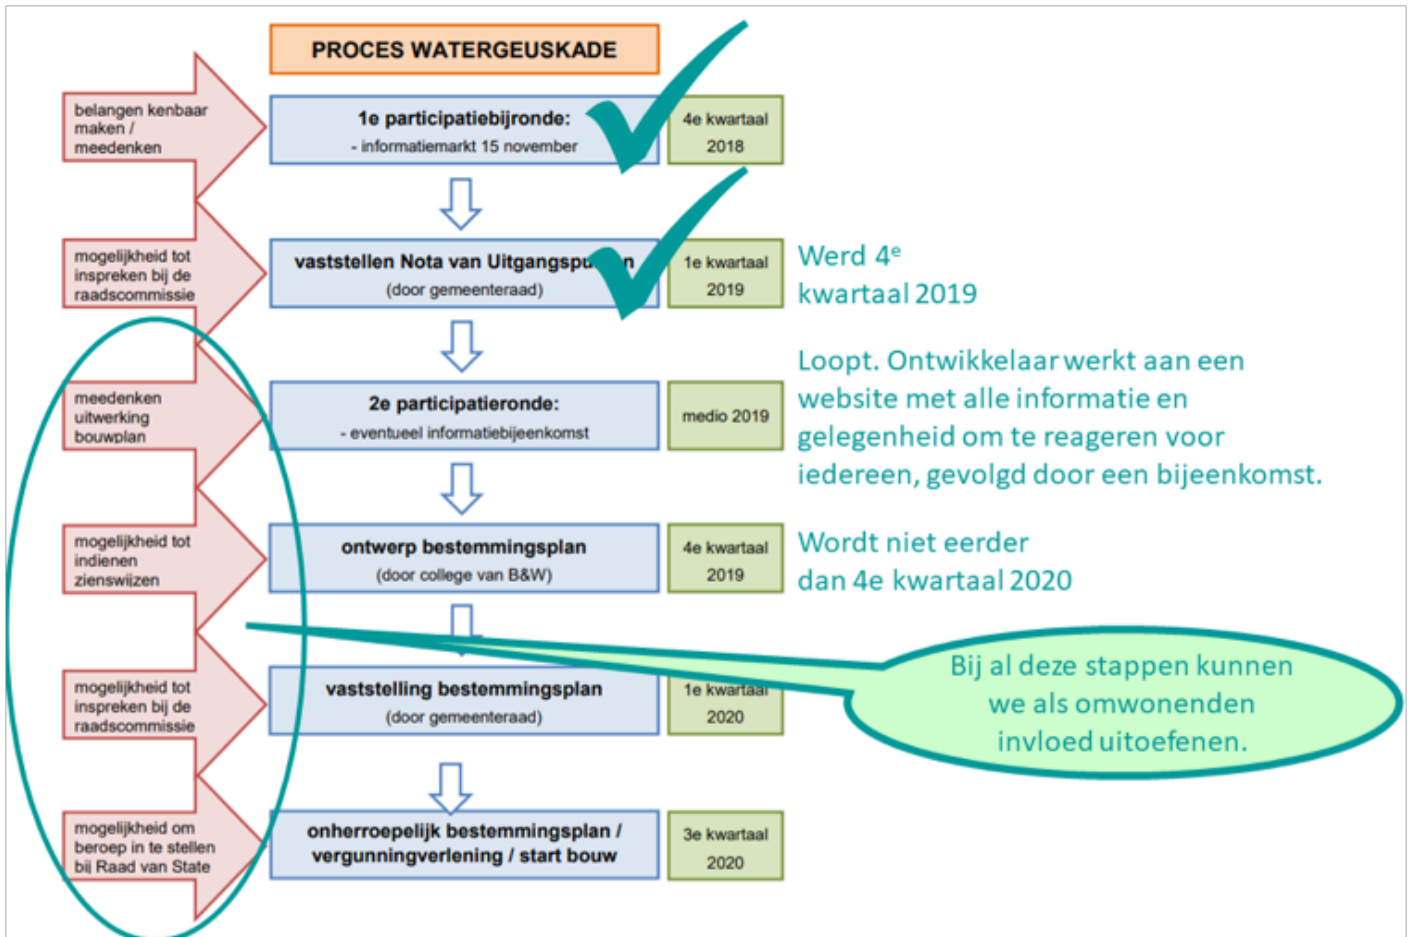 PROCES WATERGEUSKADE
belangen kenbaar
maken /
meedenken
1e participatiebijronde:
- informatiemarkt 15 november
4e kwartaal
2018
mogelijkheid tot
inspreken bij de
raadscommissie
vaststellen Nota van Uitgangspu en
(door gemeenteraad)
1e kwartaal
2019
Werd 4e
kwartaal 2019
meedenken
uitwerking
bouwplan
2e participatieronde:
- eventueel informatiebijeenkomst
medio 2019
Loopt. Ontwikkelaar werkt aan een
website met alle informatie en
gelegenheid om te reageren voor
iedereen, gevolgd door een bijeenkomst.
mogelijkheid tot
indienen
zienswijzen
ontwerp bestemmingsplan
(door college van B&W)
4e kwartaal
2019
Wordt niet eerder
dan 4e kwartaal 2020
mogelijkheid tot
inspreken bij de
raadscommissie
vaststelling bestemmingsplan
(door gemeenteraad)
1e kwartaal
2020
Bij al deze stappen kunnen
we als omwonenden
invloed uitoefenen.
mogelijkheid om
beroep in te stellen
bij Raad van State
onherroepelijk bestemmingsplan /
vergunningverlening / start bouw
3e kwartaal
2020